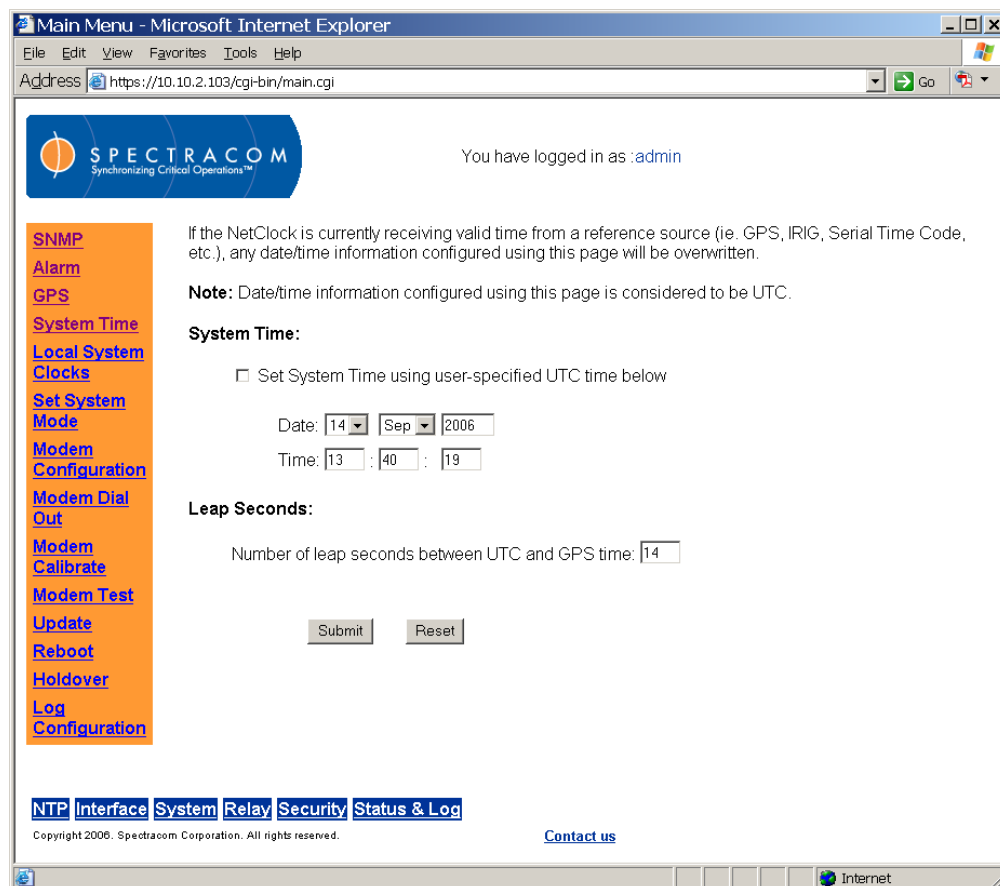 Main Menu - Microsoft Internet Explorer
File Edit View Favorites Tools Help
Address https://10.10.2.103/cgi-bin/main.cgi Go
SPECTRACOM
Synchronizing Critical Operations™
You have logged in as :admin
SNMP
Alarm
GPS
System Time
Local System
Clocks
Set System
Mode
Modem
Configuration
Modem Dial
Out
Modem
Calibrate
Modem Test
Update
Reboot
Holdover
Log
Configuration
If the NetClock is currently receiving valid time from a reference source (ie. GPS, IRIG, Serial Time Code,
etc.), any date/time information configured using this page will be overwritten.
Note: Date/time information configured using this page is considered to be UTC.
System Time:
Set System Time using user-specified UTC time below
Date: 14 Sep 2006
Time: 13 : 40 : 19
Leap Seconds:
Number of leap seconds between UTC and GPS time: 14
Submit Reset
NTP Interface System Relay Security Status & Log
Copyright 2006. Spectracom Corporation. All rights reserved.
Contact us
Internet